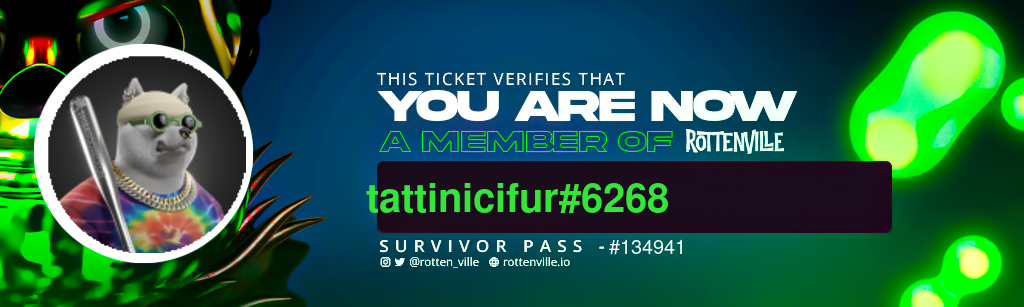 THIS TICKET VERIFIES THAT
YOU ARE NOW
A MEMBER OF ROTTENVILLE
tattinicifur#6268
SURVIVOR PASS - #134941
@rotten_ville rottenville.io